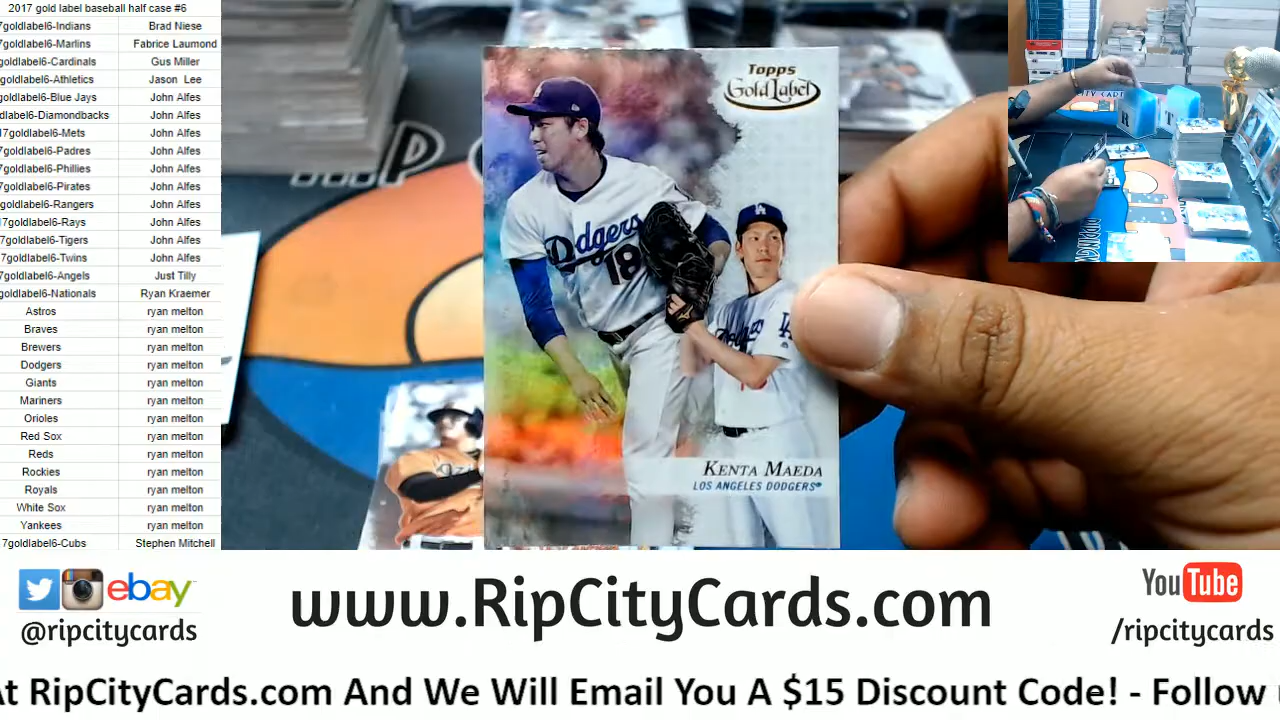 2017 gold label baseball half case #6
7goldlabel6-Indians Brad Niese
7goldlabel6-Marlins Fabrice Laumond
goldlabel6-Cardinals Gus Miller
goldlabel6-Athletics Jason Lee
goldlabel6-Blue Jays John Alfes
dlabel6-Diamondbacks John Alfes
17goldlabel6-Mets John Alfes
7goldlabel6-Padres John Alfes
7goldlabel6-Phillies John Alfes
7goldlabel6-Pirates John Alfes
goldlabel6-Rangers John Alfes
17goldlabel6-Rays John Alfes
7goldlabel6-Tigers John Alfes
7goldlabel6-Twins John Alfes
7goldlabel6-Angels Just Tilly
goldlabel6-Nationals Ryan Kraemer
Astros ryan melton
Braves ryan melton
Brewers ryan melton
Dodgers ryan melton
Giants ryan melton
Mariners ryan melton
Orioles ryan melton
Red Sox ryan melton
Reds ryan melton
Rockies ryan melton
Royals ryan melton
White Sox ryan melton
Yankees ryan melton
7goldlabel6-Cubs Stephen Mitchell
Topps
Gold Label
Dodgers
18
LA
KENTA MAEDA
LOS ANGELES DODGERS®
ebay
@ripcitycards
www.RipCityCards.com
YouTube
/ripcitycards
At RipCityCards.com And We Will Email You A $15 Discount Code! - Follow